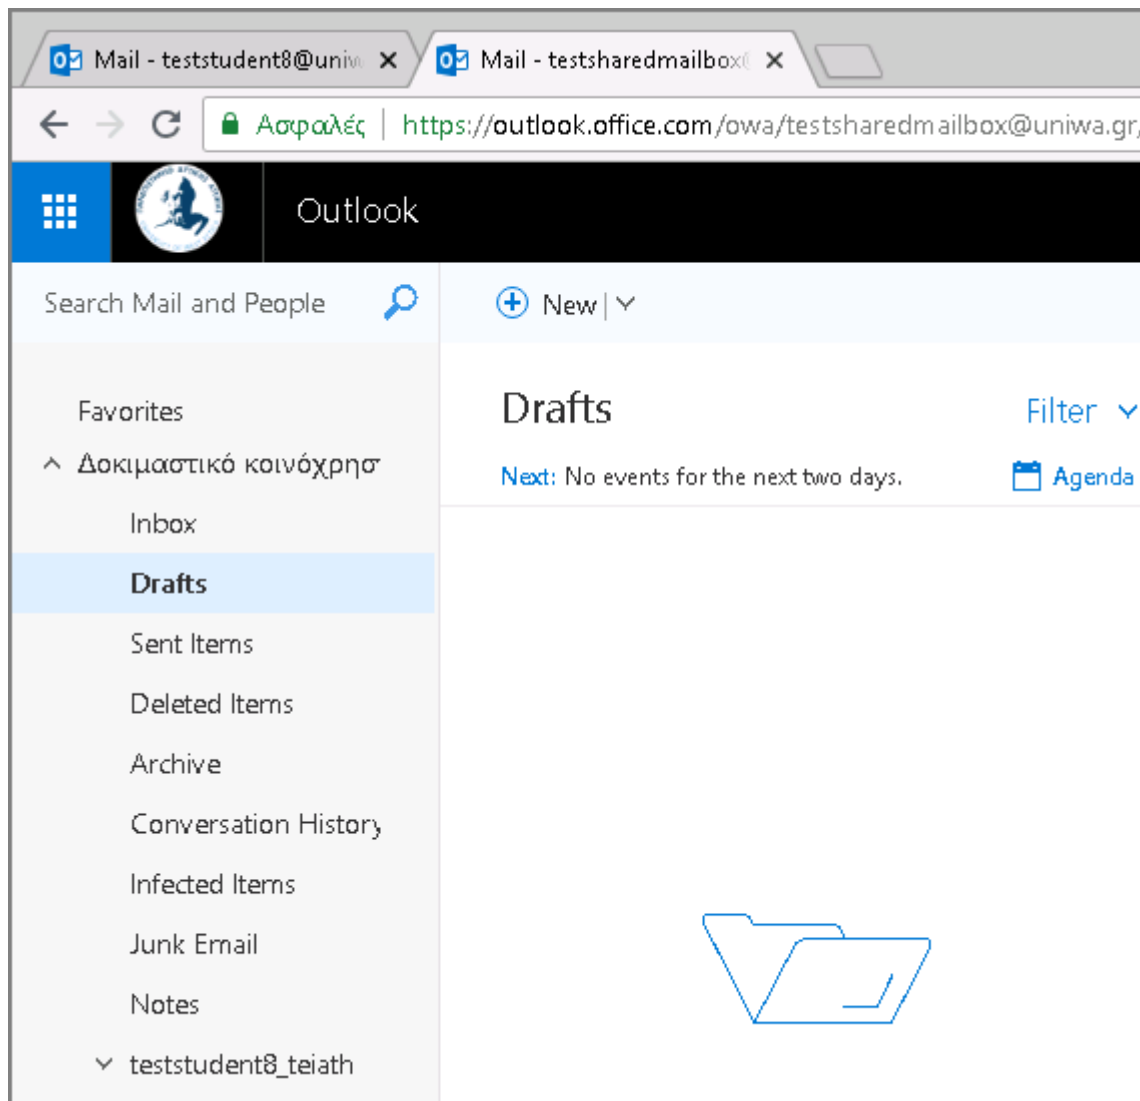 Mail - teststudent8@univ
Mail - testsharedmailbox
Ασφαλές | https://outlook.office.com/owa/testsharedmailbox@uniwa.gr/
Outlook
Search Mail and People
New
Favorites
Δοκιμαστικό κοινόχρησ
Inbox
Drafts
Sent Items
Deleted Items
Archive
Conversation History
Infected Items
Junk Email
Notes
teststudent8_teiath
Drafts
Filter
Next: No events for the next two days.
Agenda